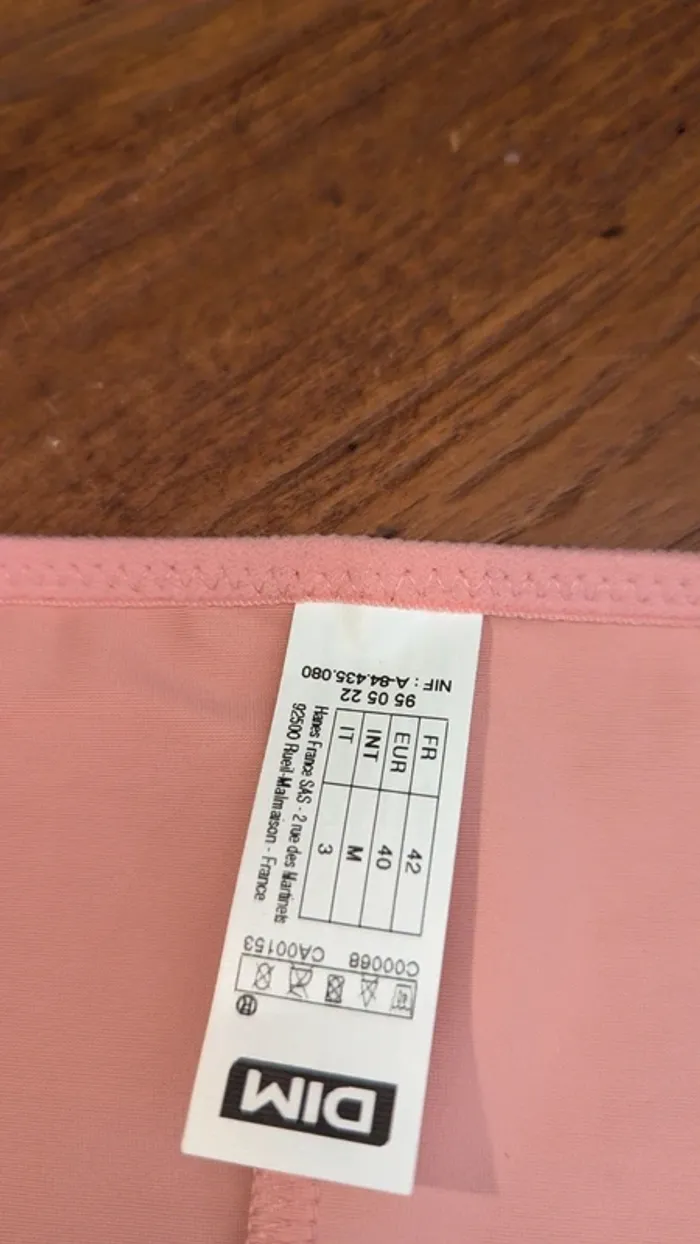 DIM
C00068 CA00153
FR 42
EUR 40
INT M
IT 3
Hanes France SAS - 2 rue des Martinets
92500 Rueil-Malmaison - France
95 05 22
NIF : A-84.435.080